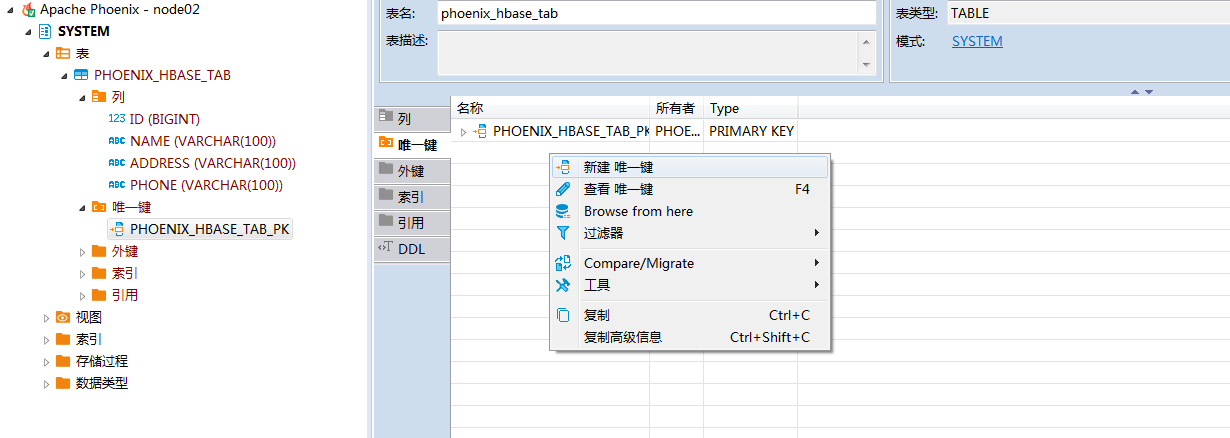 Apache Phoenix - node02
SYSTEM
表
PHOENIX_HBASE_TAB
列
123 ID (BIGINT)
ABC NAME (VARCHAR(100))
ABC ADDRESS (VARCHAR(100))
ABC PHONE (VARCHAR(100))
唯一键
PHOENIX_HBASE_TAB_PK
外键
索引
引用
视图
索引
存储过程
数据类型
表名: phoenix_hbase_tab
表描述:
表类型: TABLE
模式: SYSTEM
列
唯一键
外键
索引
引用
DDL
名称 所有者 Type
PHOENIX_HBASE_TAB_PK PHOE... PRIMARY KEY
新建 唯一键
查看 唯一键 F4
Browse from here
过滤器
Compare/Migrate
工具
复制 Ctrl+C
复制高级信息 Ctrl+Shift+C